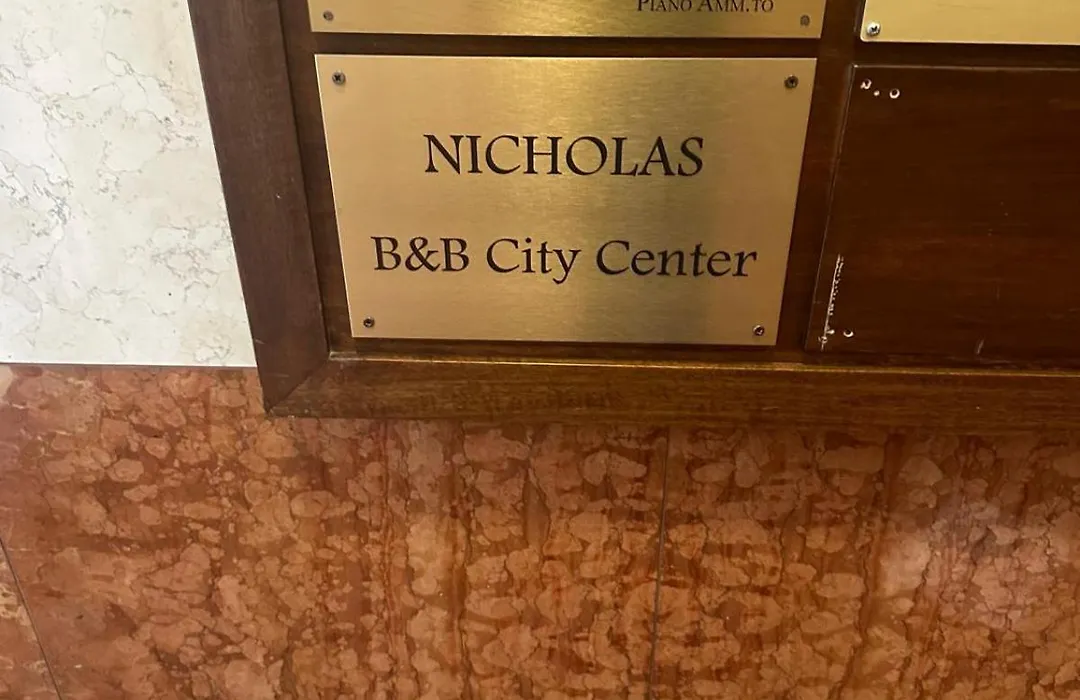 Piano Amm.to
NICHOLAS
B&B City Center